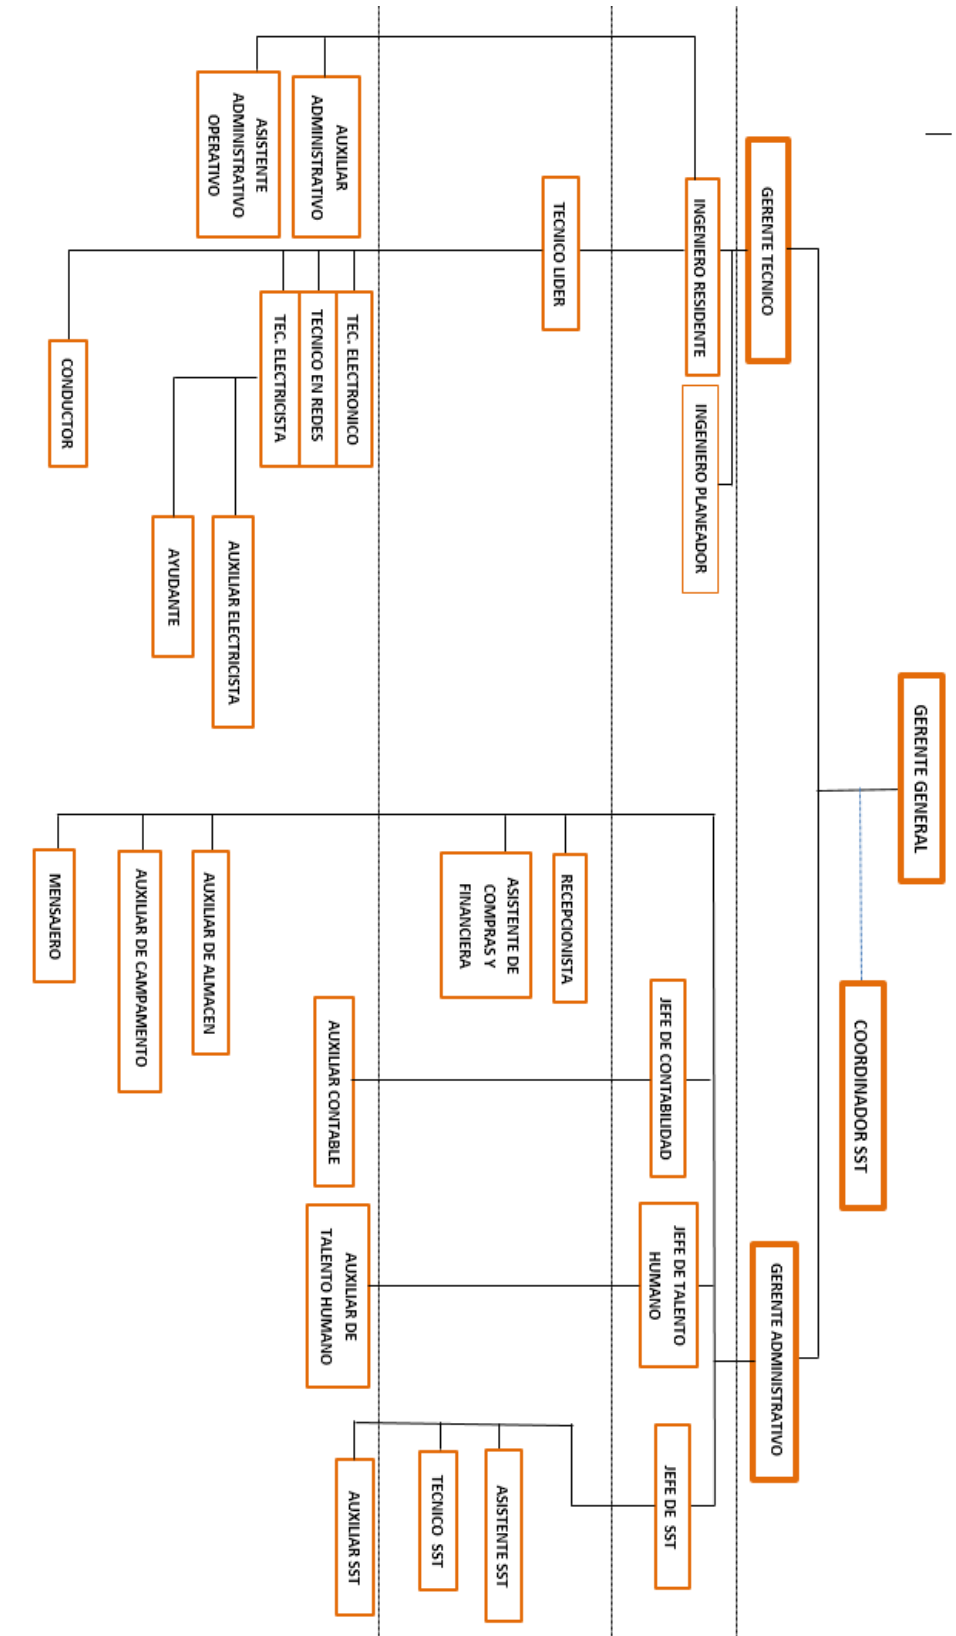 GERENTE GENERAL
COORDINADOR SST
GERENTE TECNICO
GERENTE ADMINISTRATIVO
INGENIERO RESIDENTE
INGENIERO PLANEADOR
JEFE DE CONTABILIDAD
JEFE DE TALENTO
HUMANO
JEFE DE SST
TECNICO LIDER
RECEPCIONISTA
ASISTENTE DE
COMPRAS Y
FINANCIERA
ASISTENTE SST
TECNICO SST
AUXILIAR
ADMINISTRATIVO
ASISTENTE
ADMINISTRATIVO
OPERATIVO
TEC. ELECTRONICO
TECNICO EN REDES
TEC. ELECTRICISTA
AUXILIAR ELECTRICISTA
AYUDANTE
CONDUCTOR
AUXILIAR DE ALMACEN
AUXILIAR DE CAMPAMENTO
MENSAJERO
AUXILIAR CONTABLE
AUXILIAR DE
TALENTO HUMANO
AUXILIAR SST